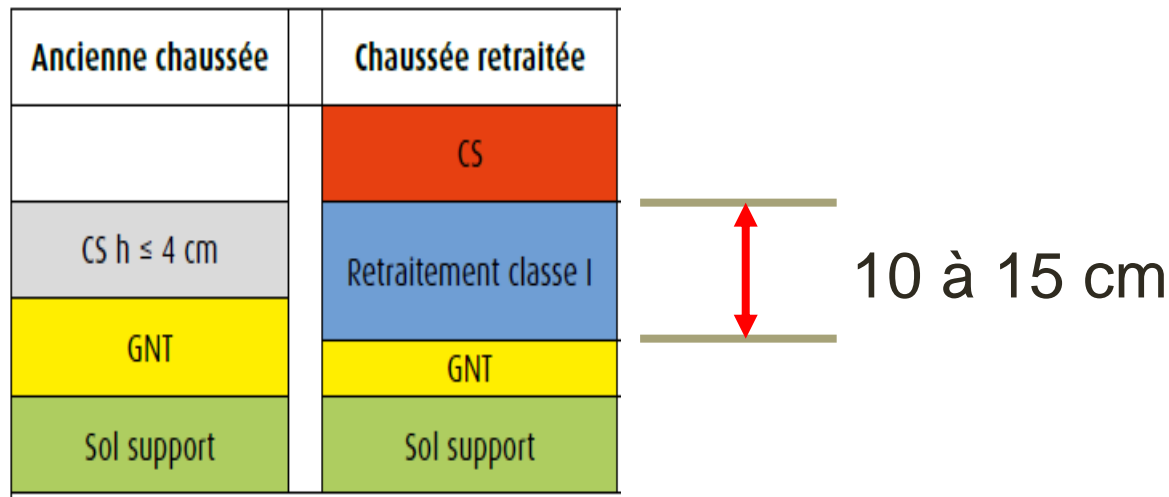 Ancienne chaussée
Chaussée retraitée
CS
CS h ≤ 4 cm
Retraitement classe I
10 à 15 cm
GNT
GNT
Sol support
Sol support